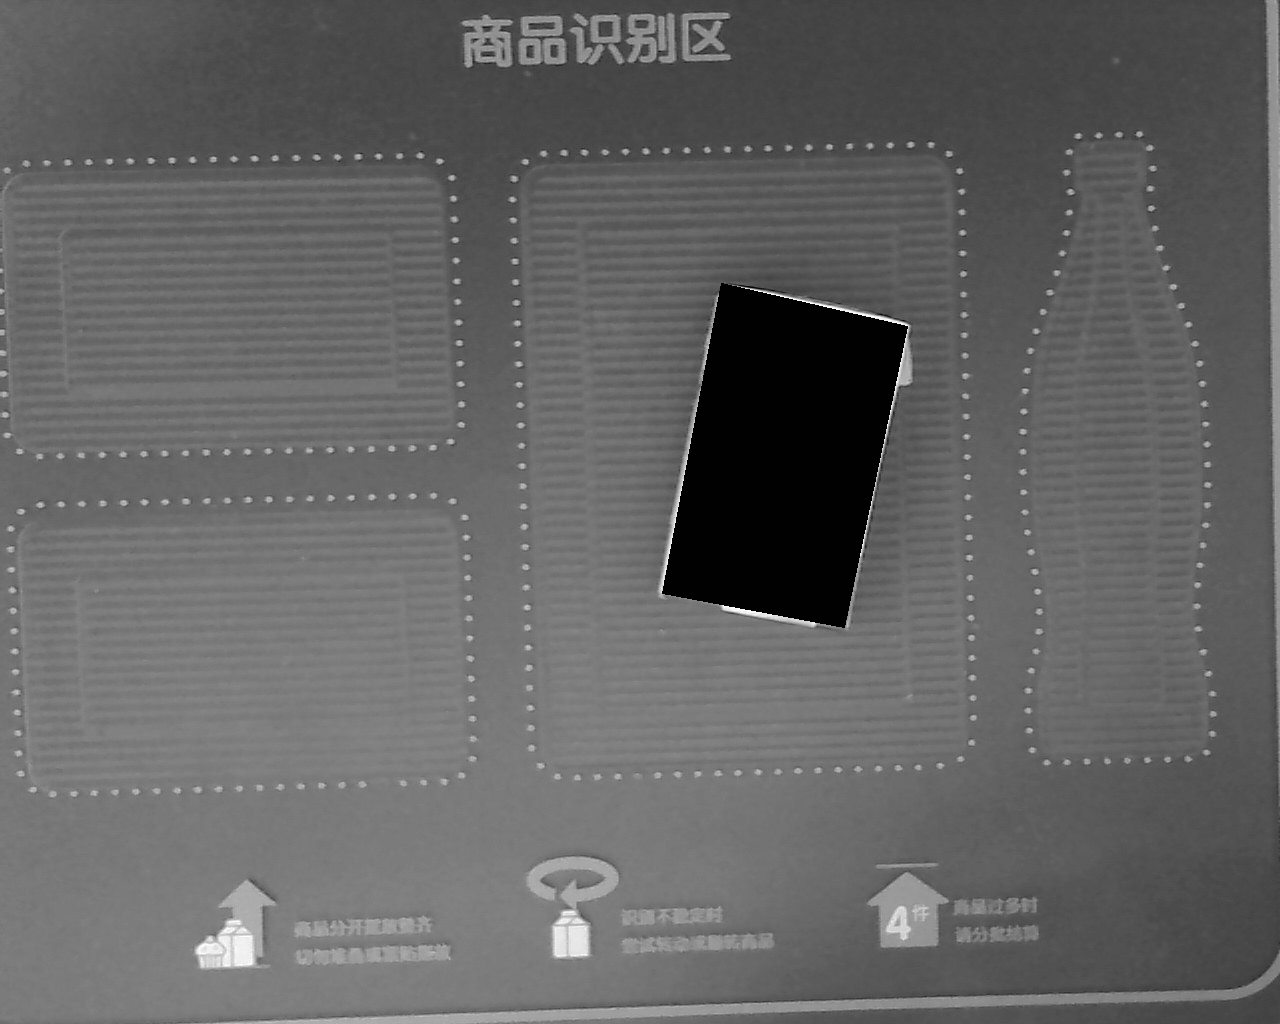 商品识别区
商品分开摆放整齐
切勿堆叠或紧贴摆放
识别不稳定时
尝试转动或翻转商品
4件
商品过多时
请分批结算